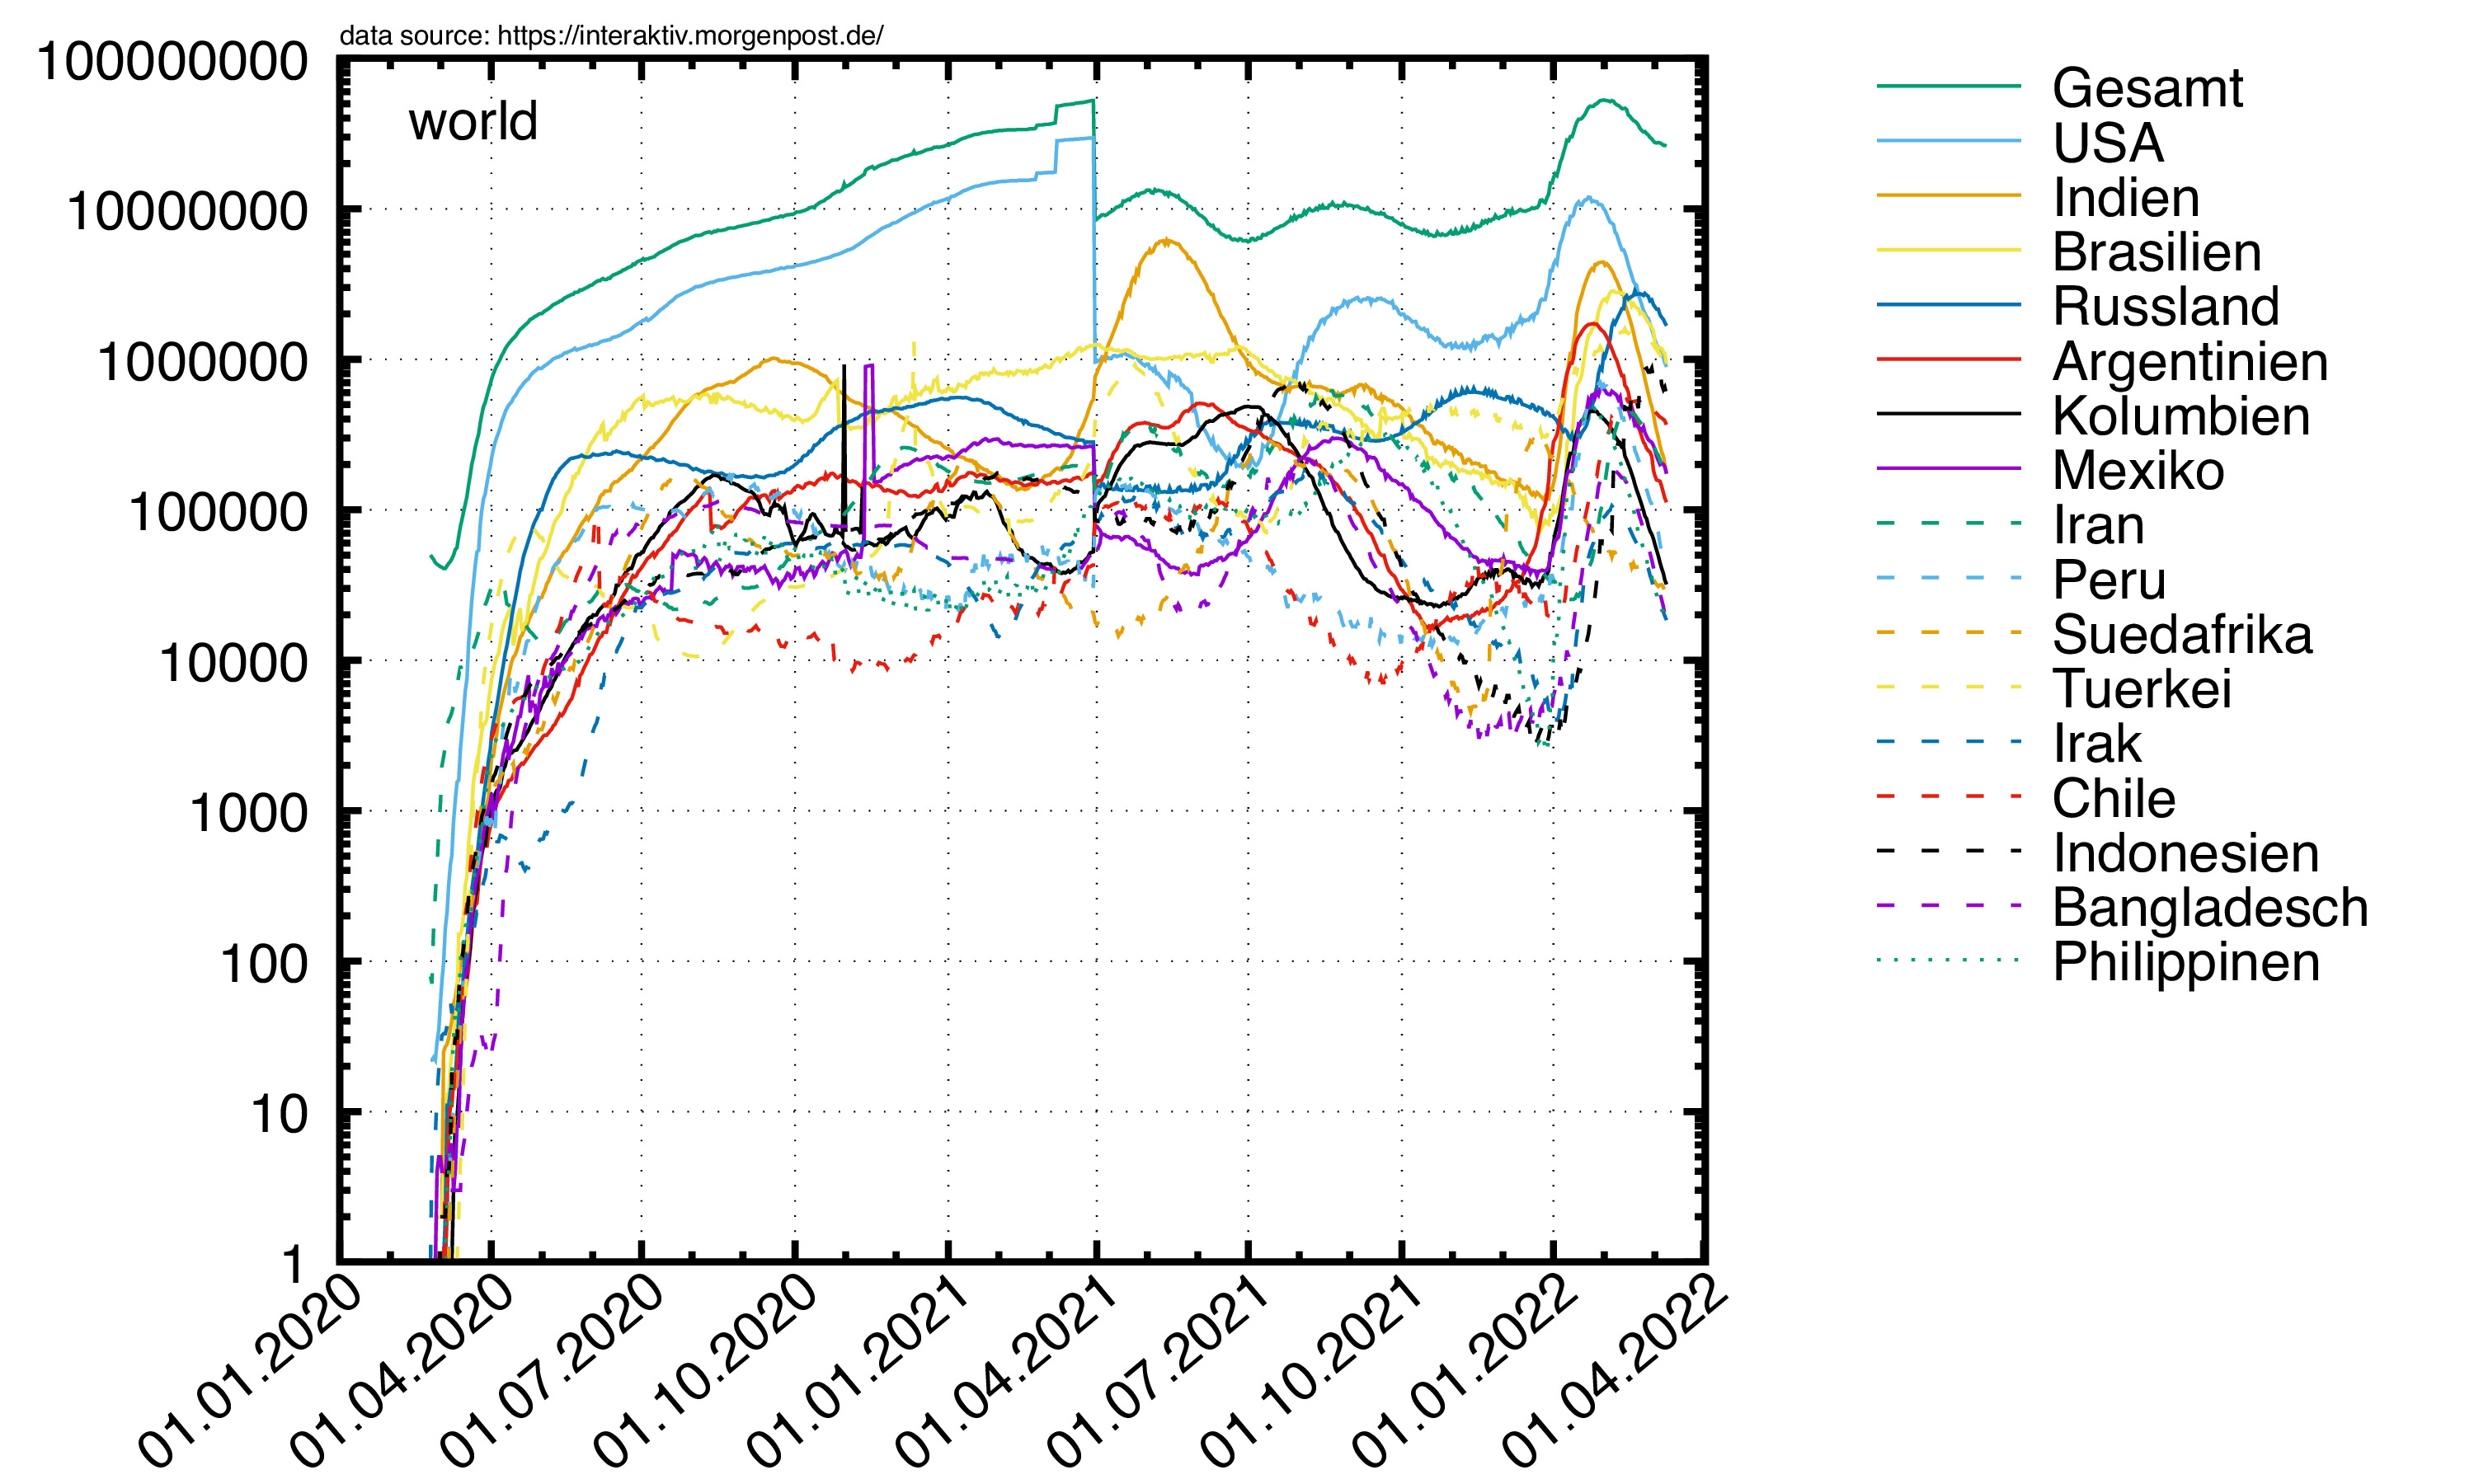 data source: https://interaktiv.morgenpost.de/
100000000
10000000
1000000
100000
10000
1000
100
10
1
world
01.01.2020
01.04.2020
01.07.2020
01.10.2020
01.01.2021
01.04.2021
01.07.2021
01.10.2021
01.01.2022
01.04.2022
Gesamt
USA
Indien
Brasilien
Russland
Argentinien
Kolumbien
Mexiko
Iran
Peru
Suedafrika
Tuerkei
Irak
Chile
Indonesien
Bangladesch
Philippinen